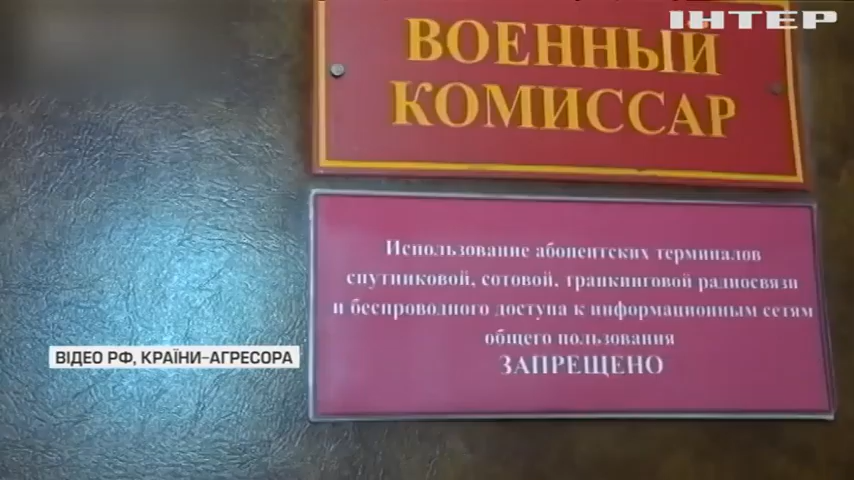 ІНТЕР
ВОЕННЫЙ
КОМИССАР
Использование абонентских терминалов
спутниковой, сотовой, транкинговой радиосвязи
и беспроводного доступа к информационным сетям
общего пользования
ЗАПРЕЩЕНО
ВІДЕО РФ, КРАЇНИ-АГРЕСОРА